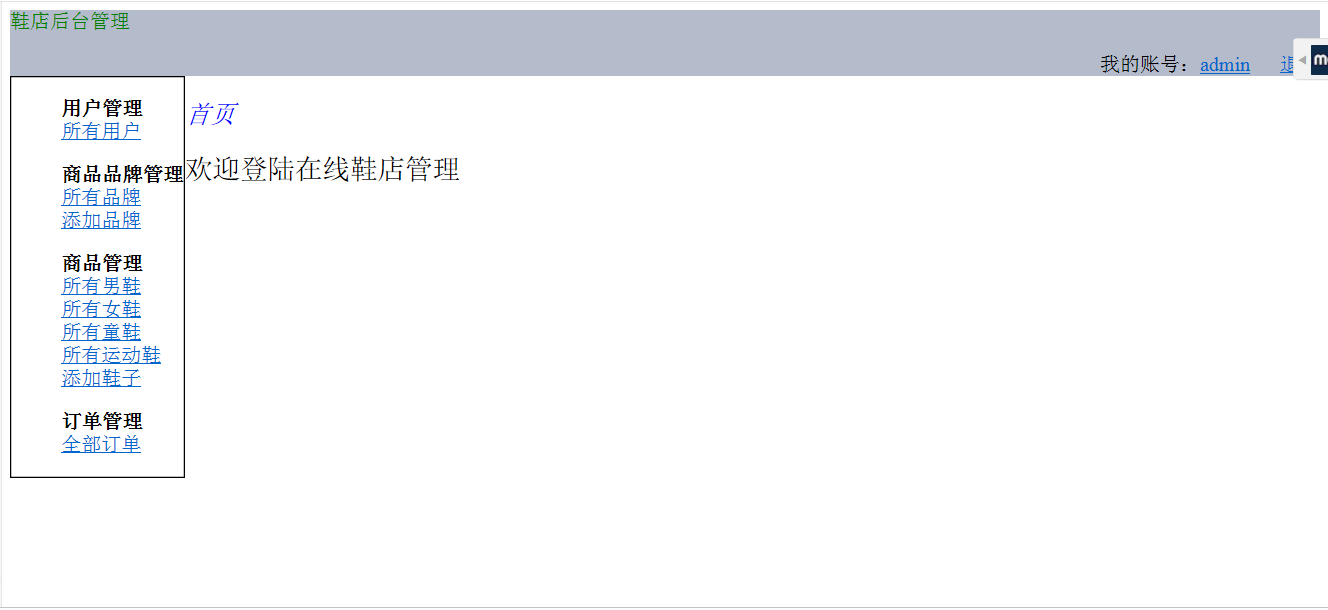 鞋店后台管理
我的账号：admin
用户管理
所有用户
商品品牌管理
所有品牌
添加品牌
商品管理
所有男鞋
所有女鞋
所有童鞋
所有运动鞋
添加鞋子
订单管理
全部订单
首页
欢迎登陆在线鞋店管理